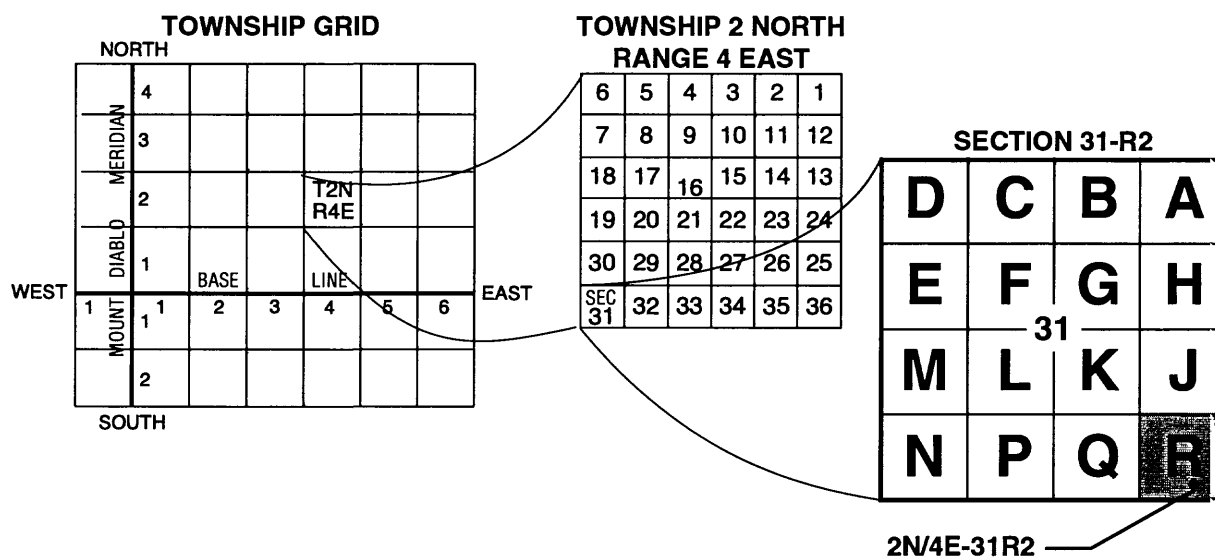 TOWNSHIP GRID
NORTH
4
3
2
1
MERIDIAN
DIABLO
MOUNT
T2N
R4E
BASE LINE
WEST
EAST
1 1 2 3 4 5 6
1
2
SOUTH
TOWNSHIP 2 NORTH
RANGE 4 EAST
6 5 4 3 2 1
7 8 9 10 11 12
18 17 16 15 14 13
19 20 21 22 23 24
30 29 28 27 26 25
SEC
31 32 33 34 35 36
SECTION 31-R2
D C B A
E F G H
31
M L K J
N P Q R
2N/4E-31R2